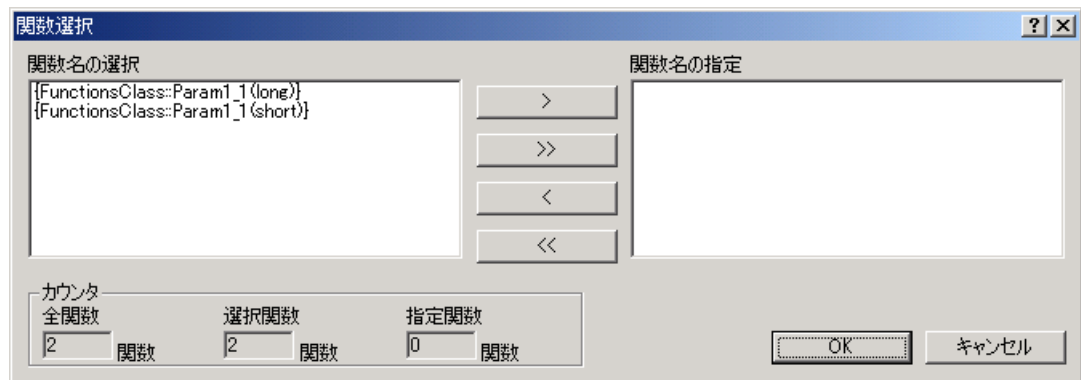 関数選択
関数名の選択
関数名の指定
{FunctionsClass::Param1_1(long)}
{FunctionsClass::Param1_1(short)}
>
>>
<
<<
カウンタ
全関数 選択関数 指定関数
2 関数 2 関数 0 関数
OK キャンセル